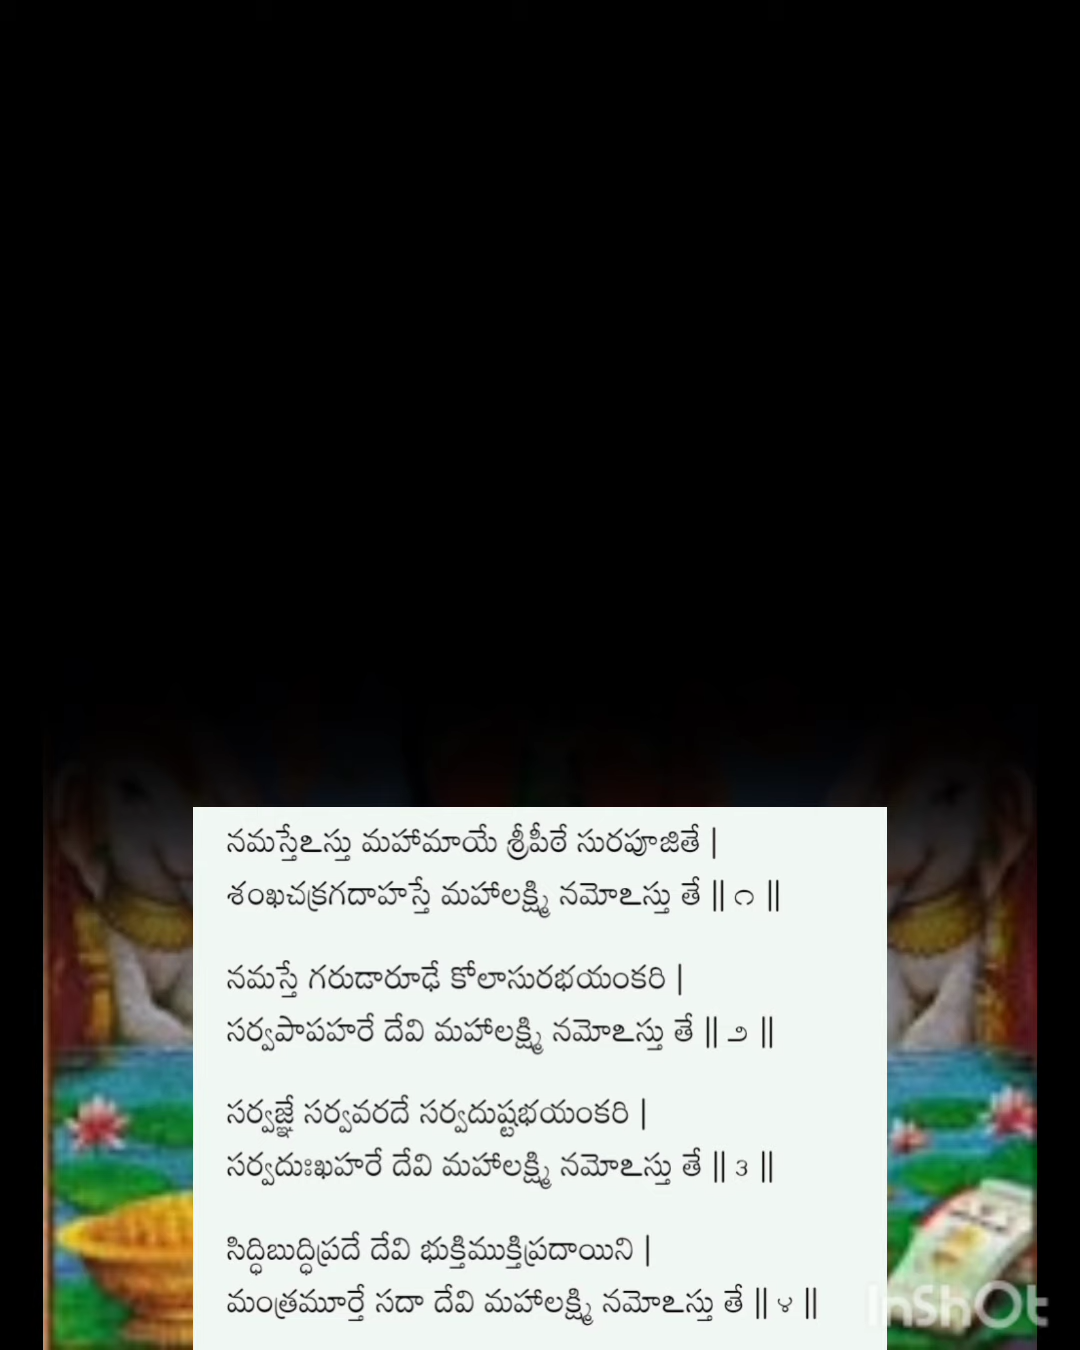 నమస్తేఽస్తు మహామాయే శ్రీపీఠే సురపూజితే |
శంఖచక్రగదాహస్తే మహాలక్ష్మి నమోఽస్తు తే || ౧ ||
నమస్తే గరుడారూఢే కోలాసురభయంకరి |
సర్వపాపహరే దేవి మహాలక్ష్మి నమోఽస్తు తే || ౨ ||
సర్వజ్ఞే సర్వవరదే సర్వదుష్టభయంకరి |
సర్వదుఃఖహరే దేవి మహాలక్ష్మి నమోఽస్తు తే || ౩ ||
సిద్ధిబుద్ధిప్రదే దేవి భుక్తిముక్తిప్రదాయిని |
మంత్రమూర్తే సదా దేవి మహాలక్ష్మి నమోఽస్తు తే || ౪ ||
InShOt